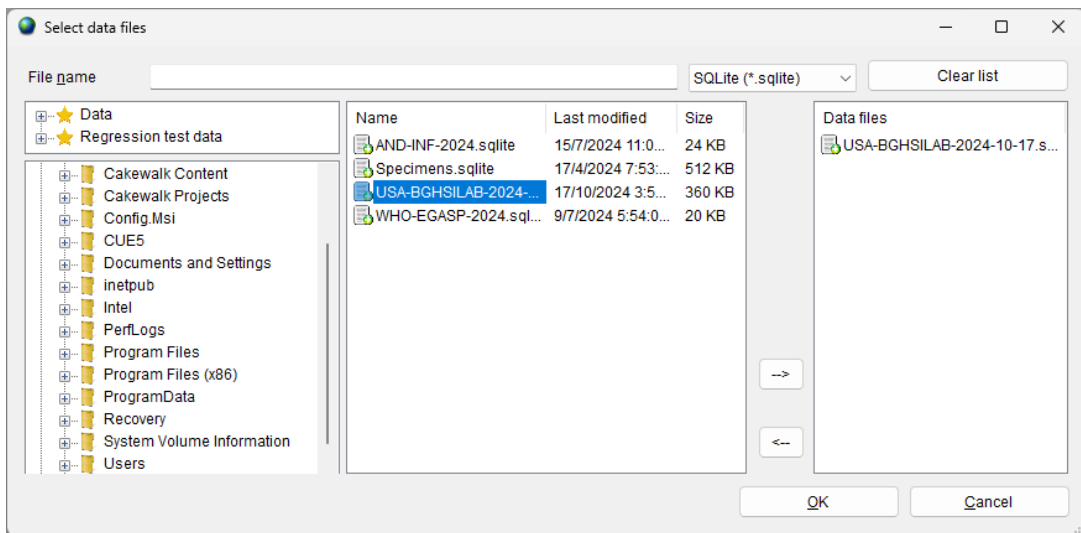 Select data files
File name
SQLite (*.sqlite)
Clear list
Data
Regression test data
Cakewalk Content
Cakewalk Projects
Config.Msi
CUE5
Documents and Settings
inetpub
Intel
PerfLogs
Program Files
Program Files (x86)
ProgramData
Recovery
System Volume Information
Users
Name Last modified Size
AND-INF-2024.sqlite 15/7/2024 11:0... 24 KB
Specimens.sqlite 17/4/2024 7:53:... 512 KB
USA-BGHSILAB-2024-... 17/10/2024 3:5... 360 KB
WHO-EGASP-2024.sql... 9/7/2024 5:54:0... 20 KB
-->
<--
Data files
USA-BGHSILAB-2024-10-17.s...
OK
Cancel